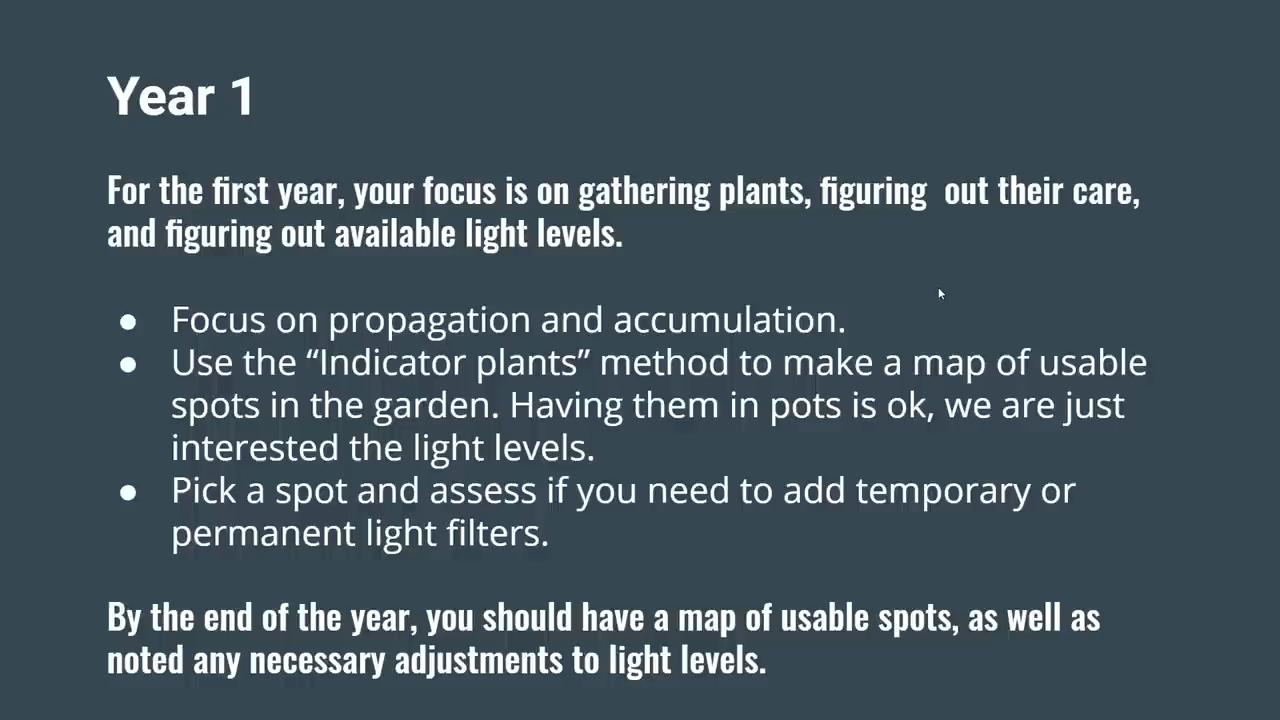 Year 1
For the first year, your focus is on gathering plants, figuring  out their care,
and figuring out available light levels.
● Focus on propagation and accumulation.
● Use the “Indicator plants” method to make a map of usable
spots in the garden. Having them in pots is ok, we are just
interested the light levels.
● Pick a spot and assess if you need to add temporary or
permanent light filters.
By the end of the year, you should have a map of usable spots, as well as
noted any necessary adjustments to light levels.